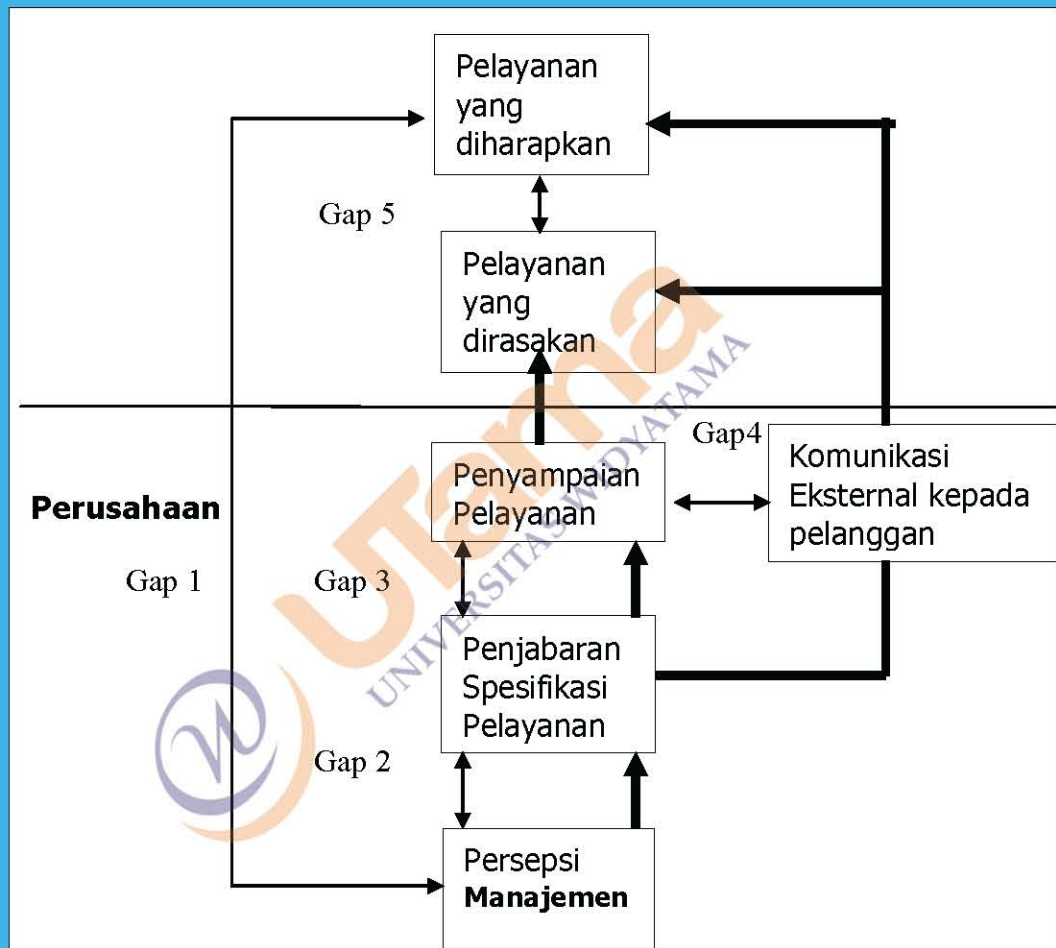 Pelayanan
yang
diharapkan
Gap 5
Pelayanan
yang
dirasakan
Gap4
Penyampaian
Pelayanan
Komunikasi
Eksternal kepada
pelanggan
Perusahaan
Gap 1
Gap 3
Penjabaran
Spesifikasi
Pelayanan
Gap 2
Persepsi
Manajemen
UTama
UNIVERSITAS WIDYATAMA